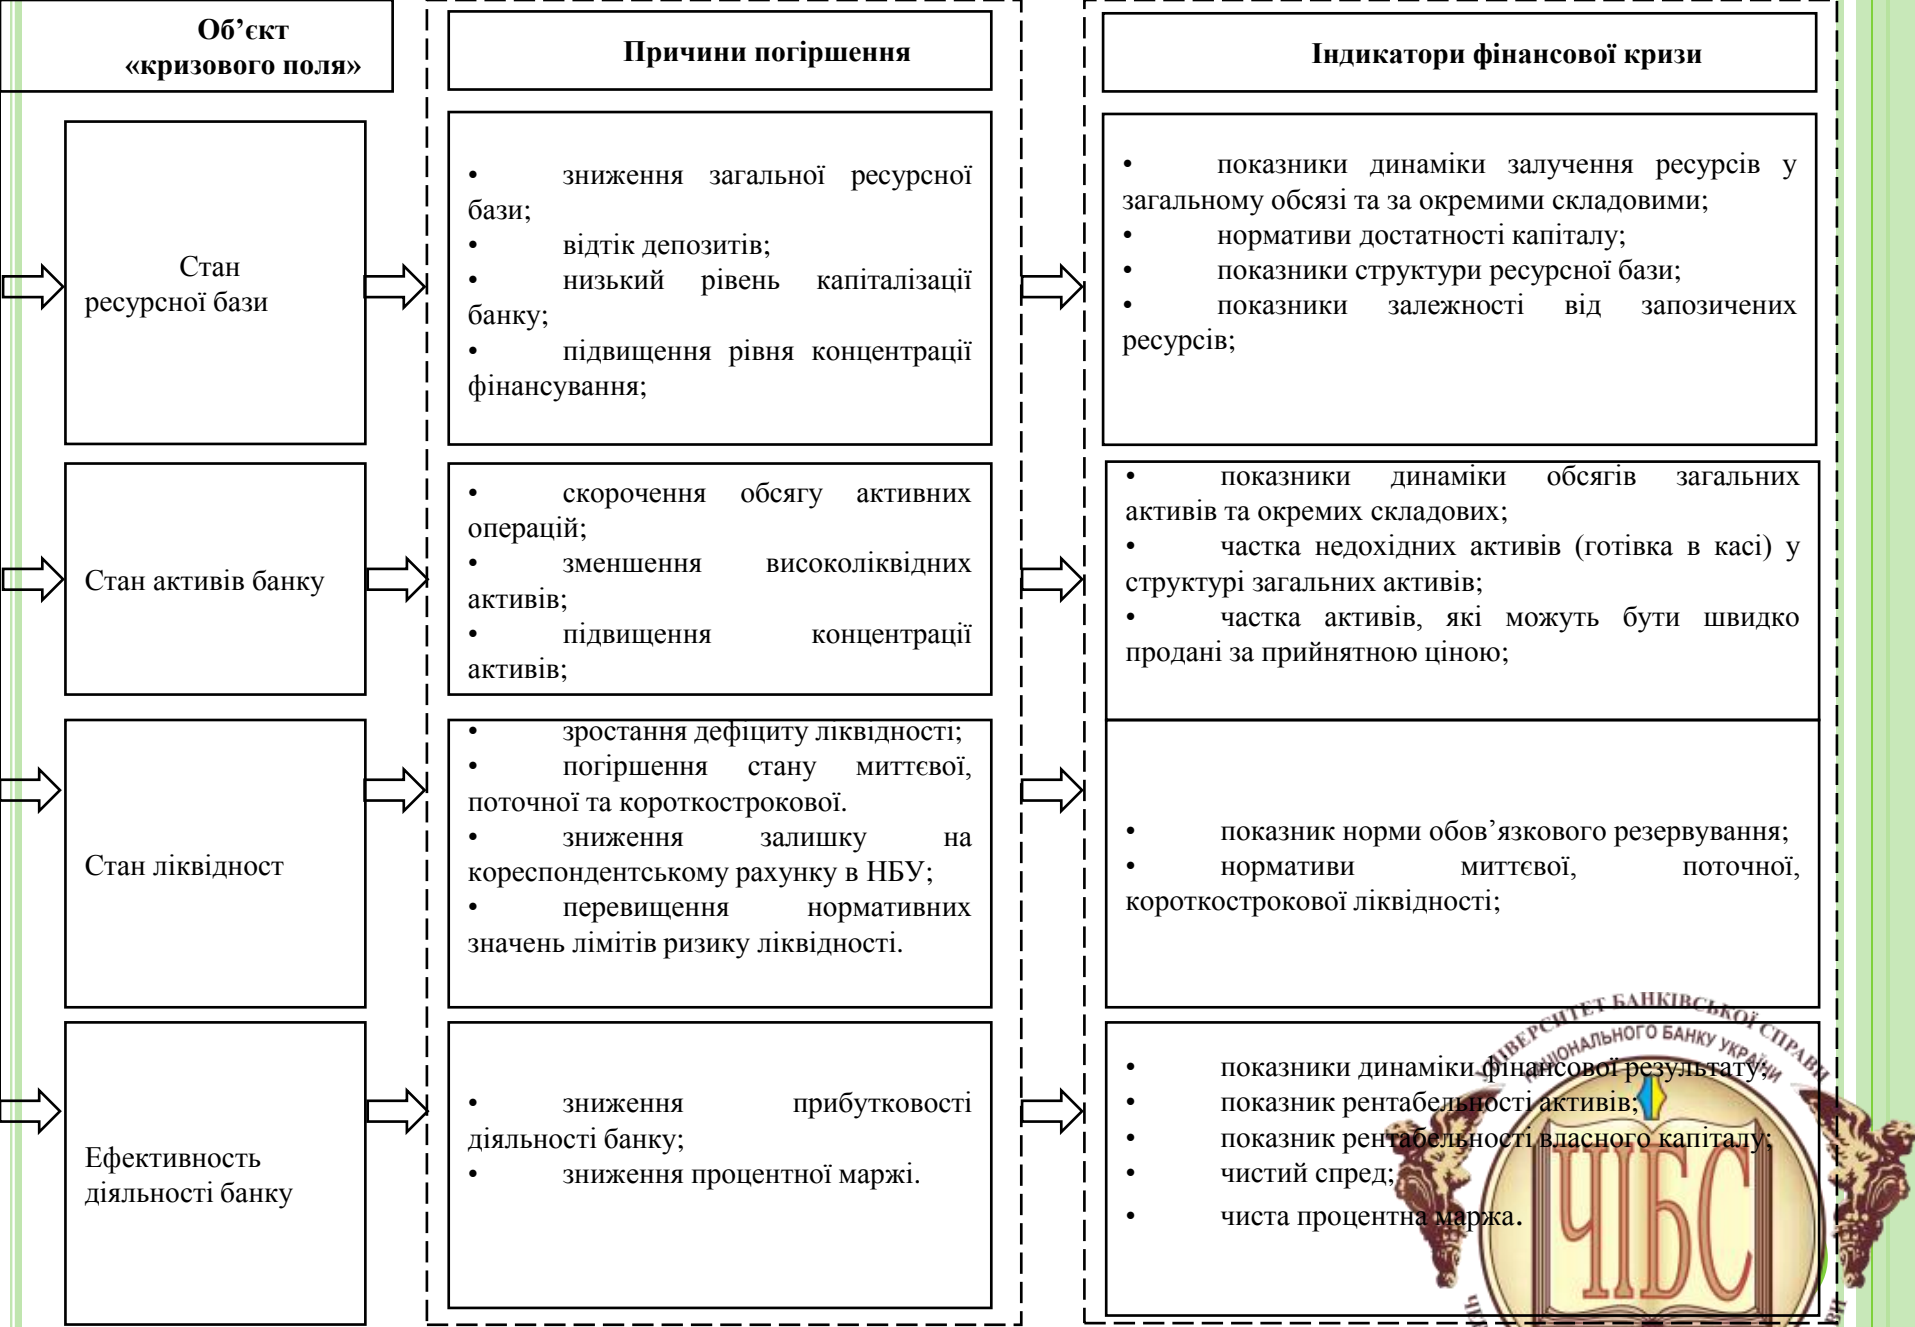 Об’єкт
«кризового поля»
Причини погіршення
Індикатори фінансової кризи
Стан
ресурсної бази
• зниження загальної ресурсної
бази;
• відтік депозитів;
• низький рівень капіталізації
банку;
• підвищення рівня концентрації
фінансування;
• показники динаміки залучення ресурсів у
загальному обсязі та за окремими складовими;
• нормативи достатності капіталу;
• показники структури ресурсної бази;
• показники залежності від запозичених
ресурсів;
Стан активів банку
• скорочення обсягу активних
операцій;
• зменшення високоліквідних
активів;
• підвищення концентрації
активів;
• показники динаміки обсягів загальних
активів та окремих складових;
• частка недохідних активів (готівка в касі) у
структурі загальних активів;
• частка активів, які можуть бути швидко
продані за прийнятною ціною;
Стан ліквідност
• зростання дефіциту ліквідності;
• погіршення стану миттєвої,
поточної та короткострокової.
• зниження залишку на
кореспондентському рахунку в НБУ;
• перевищення нормативних
значень лімітів ризику ліквідності.
• показник норми обов’язкового резервування;
• нормативи миттєвої, поточної,
короткострокової ліквідності;
Ефективность
діяльності банку
• зниження прибутковості
діяльності банку;
• зниження процентної маржі.
• показники динаміки фінансової результату;
• показник рентабельності активів;
• показник рентабельності власного капіталу;
• чистий спред;
• чиста процентна маржа.
УНІВЕРСИТЕТ БАНКІВСЬКОЇ СПРАВИ
НАЦІОНАЛЬНОГО БАНКУ УКРАЇНИ
ЧІБС